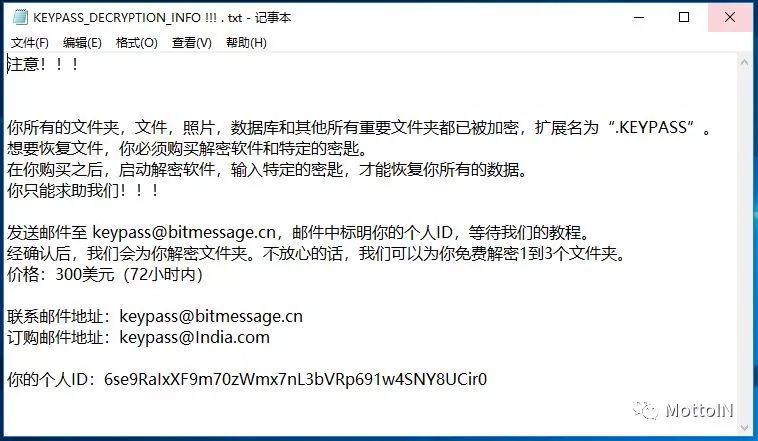 KEYPASS_DECRYPTION_INFO !!! . txt - 记事本
文件(F) 编辑(E) 格式(O) 查看(V) 帮助(H)
注意！！！
你所有的文件夹，文件，照片，数据库和其他所有重要文件夹都已被加密，扩展名为“.KEYPASS”。
想要恢复文件，你必须购买解密软件和特定的密匙。
在你购买之后，启动解密软件，输入特定的密匙，才能恢复你所有的数据。
你只能求助我们！！！
发送邮件至 keypass@bitmessage.cn，邮件中标明你的个人ID，等待我们的教程。
经确认后，我们会为你解密文件夹。不放心的话，我们可以为你免费解密1到3个文件夹。
价格：300美元（72小时内）
联系邮件地址：keypass@bitmessage.cn
订购邮件地址：keypass@India.com
你的个人ID：6se9RaIxXF9m70zWmx7nL3bVRp691w4SNY8UCir0
MottoIN